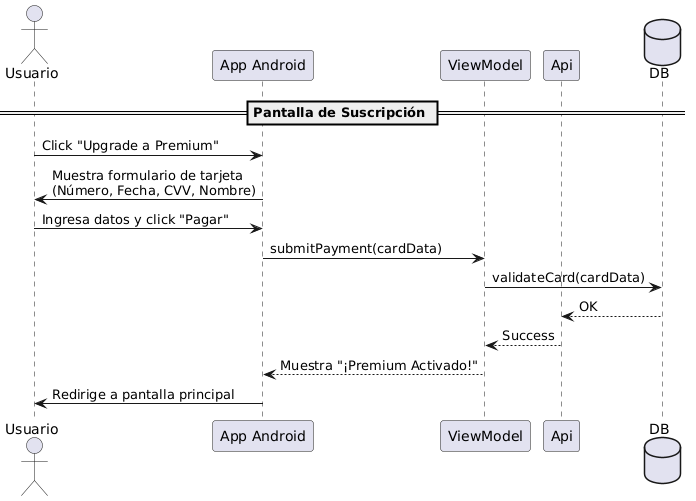 Usuario
App Android
ViewModel
Api
DB
Pantalla de Suscripción
Click "Upgrade a Premium"
Muestra formulario de tarjeta
(Número, Fecha, CVV, Nombre)
Ingresa datos y click "Pagar"
submitPayment(cardData)
validateCard(cardData)
OK
Success
Muestra "¡Premium Activado!"
Redirige a pantalla principal
Usuario
App Android
ViewModel
Api
DB